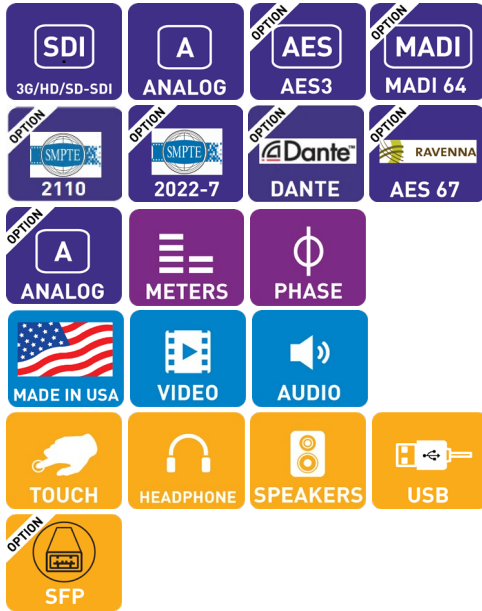 SDI
3G/HD/SD-SDI
A
ANALOG
OPTION
AES
AES3
OPTION
MADI
MADI 64
OPTION
SMPTE
2110
OPTION
SMPTE
2022-7
OPTION
Dante™
DANTE
OPTION
RAVENNA
AES 67
OPTION
A
ANALOG
METERS
PHASE
MADE IN USA
VIDEO
AUDIO
TOUCH
HEADPHONE
SPEAKERS
USB
OPTION
SFP